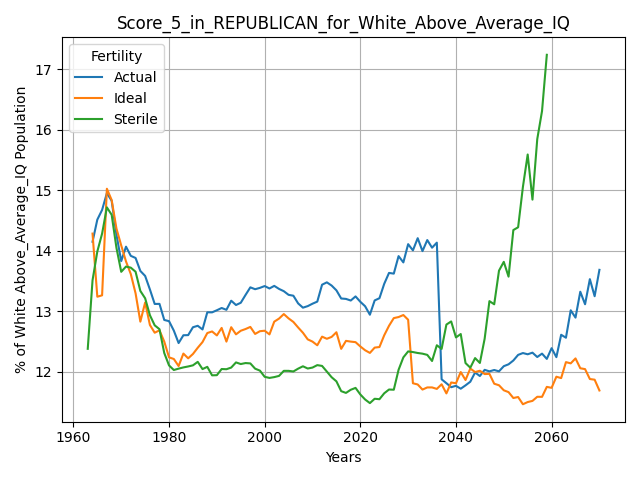 Score_5_in_REPUBLICAN_for_White_Above_Average_IQ
% of White Above_Average_IQ Population
17
16
15
14
13
12
Fertility
Actual
Ideal
Sterile
1960 1980 2000 2020 2040 2060
Years